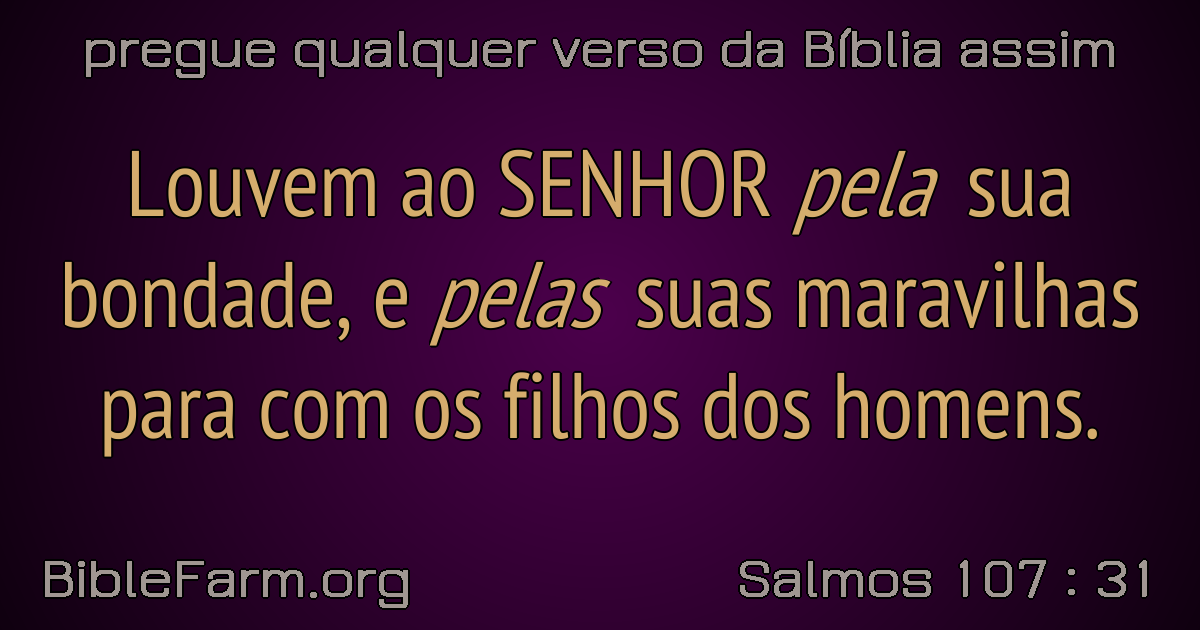 pregue qualquer verso da Bíblia assim
Louvem ao SENHOR pela sua
bondade, e pelas suas maravilhas
para com os filhos dos homens.
BibleFarm.org
Salmos 107 : 31